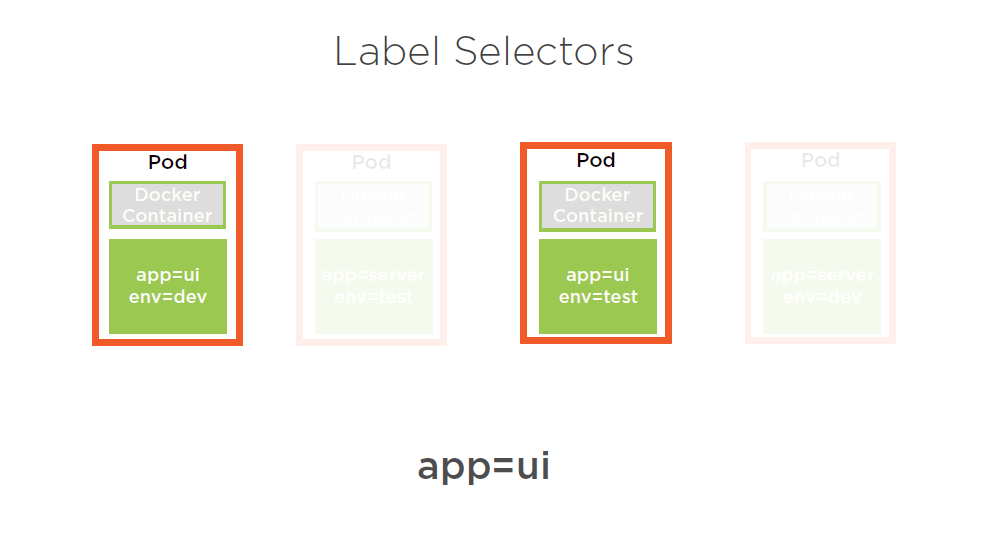 Label Selectors
Pod
Docker
Container
app=ui
env=dev
Pod
Docker
Container
app=server
env=test
Pod
Docker
Container
app=ui
env=test
Pod
Docker
Container
app=server
env=dev
app=ui